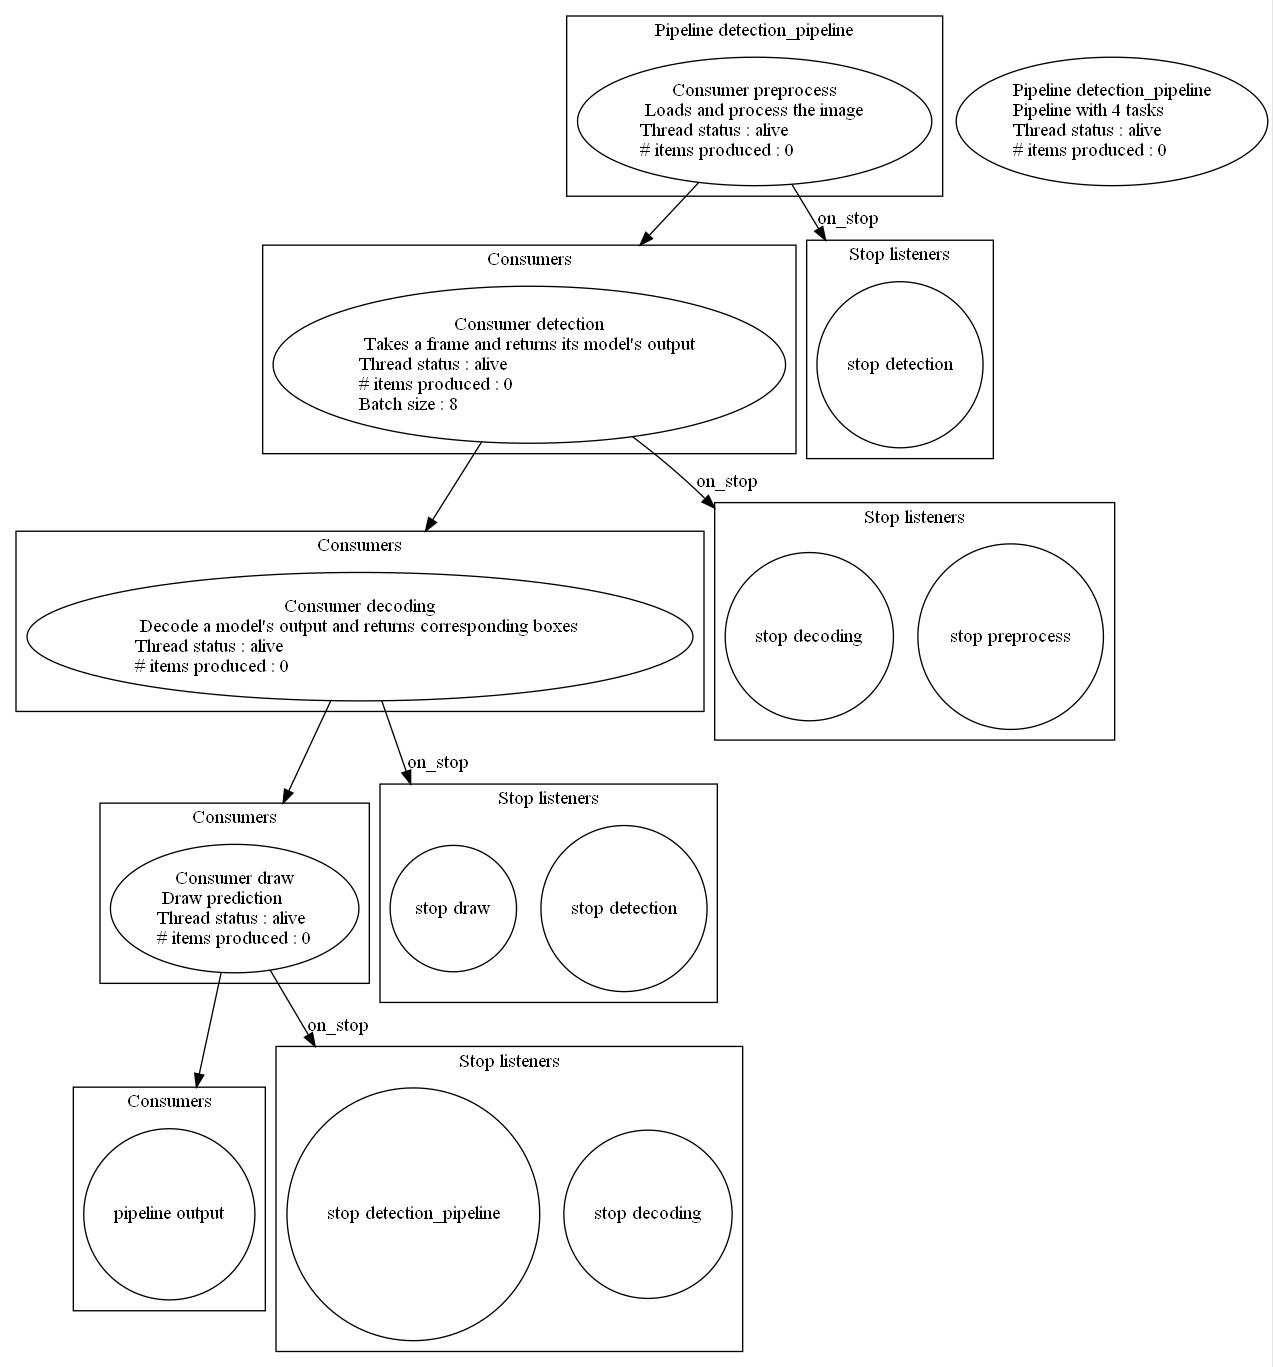 Pipeline detection_pipeline
Consumer preprocess
Loads and process the image
Thread status : alive
# items produced : 0
Pipeline detection_pipeline
Pipeline with 4 tasks
Thread status : alive
# items produced : 0
on_stop
Consumers
Consumer detection
Takes a frame and returns its model's output
Thread status : alive
# items produced : 0
Batch size : 8
Stop listeners
stop detection
on_stop
Consumers
Consumer decoding
Decode a model's output and returns corresponding boxes
Thread status : alive
# items produced : 0
Stop listeners
stop decoding
stop preprocess
on_stop
Consumers
Consumer draw
Draw prediction
Thread status : alive
# items produced : 0
Stop listeners
stop draw
stop detection
on_stop
Consumers
pipeline output
Stop listeners
stop detection_pipeline
stop decoding